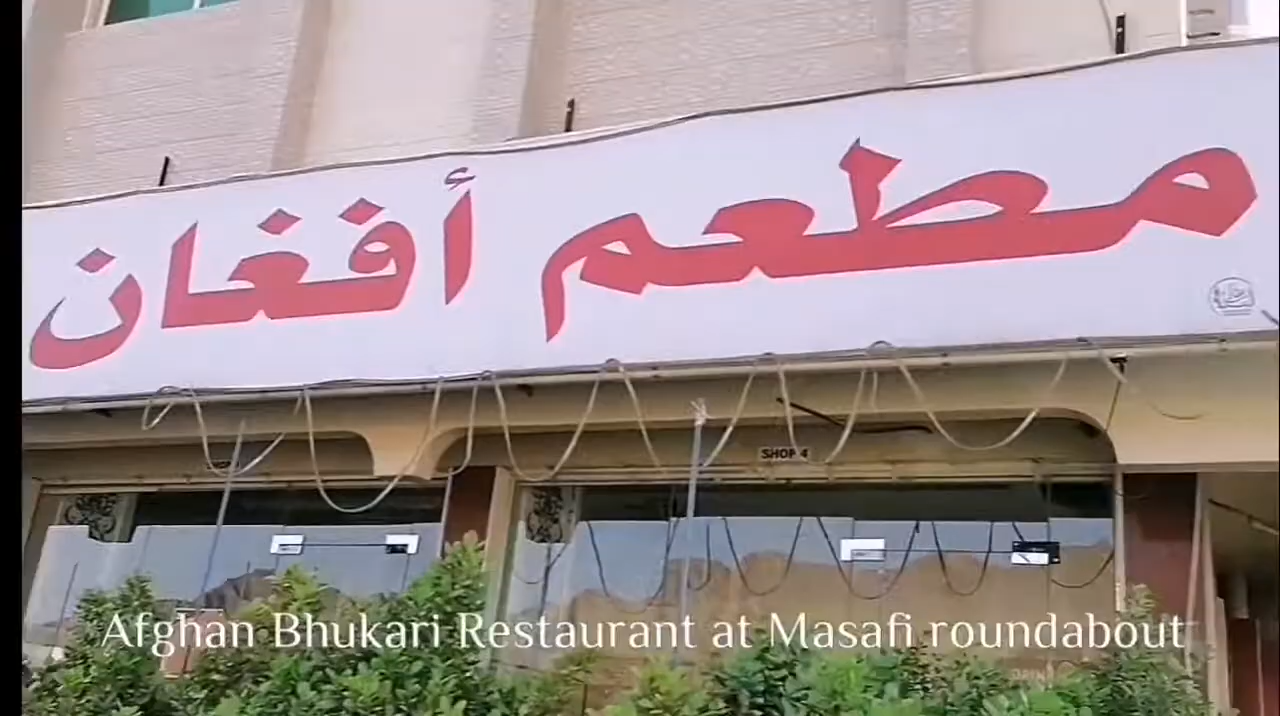 مطعم أفغان
SHOP 4
Afghan Bhukari Restaurant at Masafi roundabout